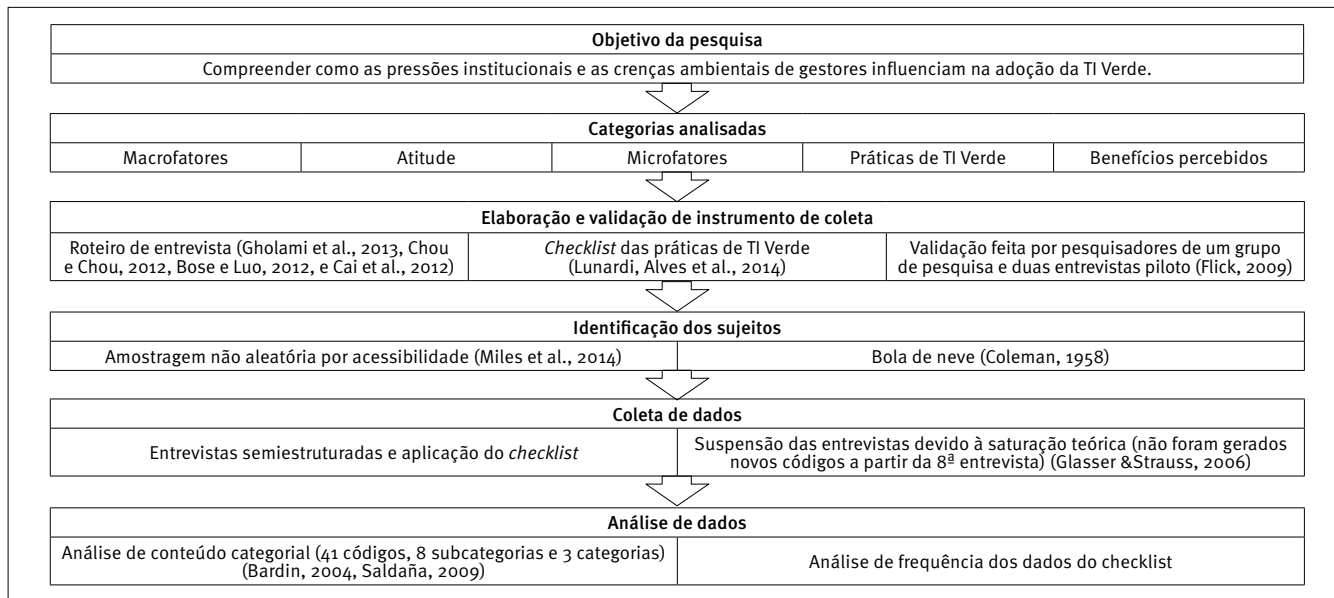 Objetivo da pesquisa
Compreender como as pressões institucionais e as crenças ambientais de gestores influenciam na adoção da TI Verde.
Categorias analisadas
Macrofatores
Atitude
Microfatores
Práticas de TI Verde
Benefícios percebidos
Elaboração e validação de instrumento de coleta
Roteiro de entrevista (Gholami et al., 2013, Chou
e Chou, 2012, Bose e Luo, 2012, e Cai et al., 2012)
Checklist das práticas de TI Verde
(Lunardi, Alves et al., 2014)
Validação feita por pesquisadores de um grupo
de pesquisa e duas entrevistas piloto (Flick, 2009)
Identificação dos sujeitos
Amostragem não aleatória por acessibilidade (Miles et al., 2014)
Bola de neve (Coleman, 1958)
Coleta de dados
Entrevistas semiestruturadas e aplicação do checklist
Suspensão das entrevistas devido à saturação teórica (não foram gerados
novos códigos a partir da 8ª entrevista) (Glasser &Strauss, 2006)
Análise de dados
Análise de conteúdo categorial (41 códigos, 8 subcategorias e 3 categorias)
(Bardin, 2004, Saldaña, 2009)
Análise de frequência dos dados do checklist